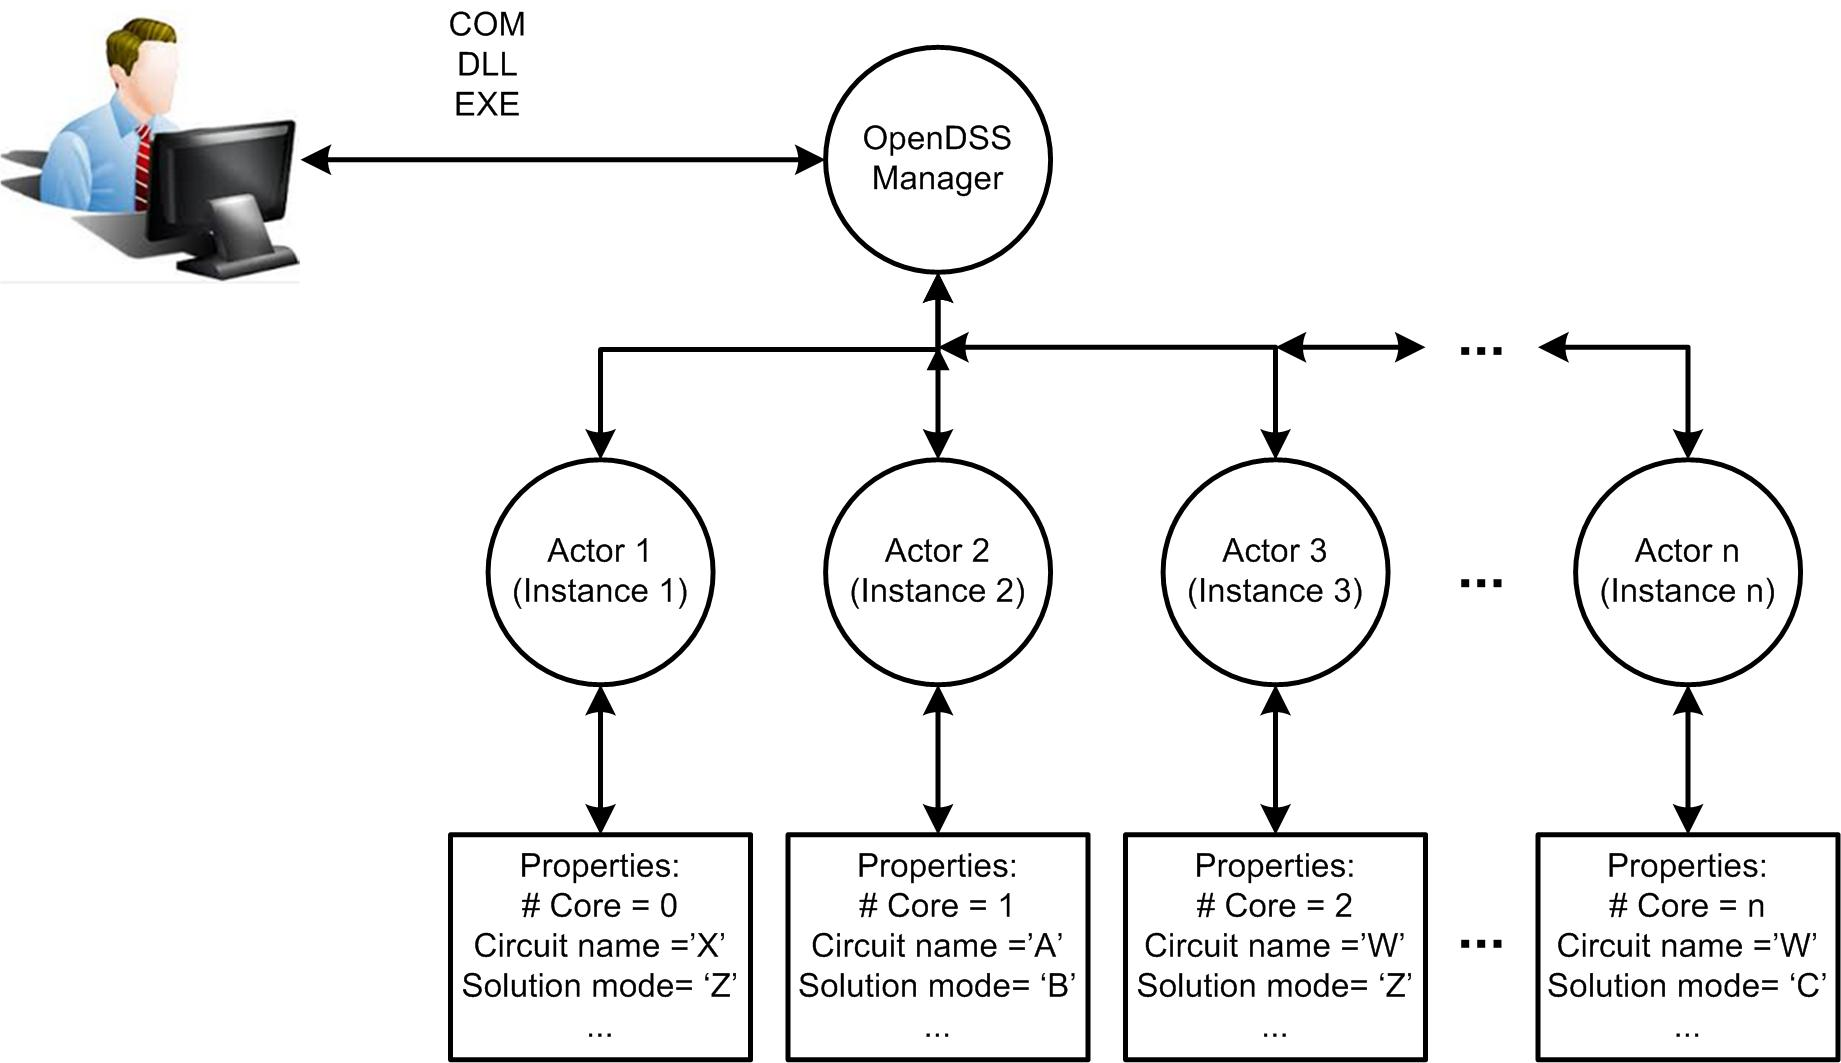 COM
DLL
EXE
OpenDSS
Manager
...
Actor 1
(Instance 1)
Actor 2
(Instance 2)
Actor 3
(Instance 3)
...
Actor n
(Instance n)
Properties:
# Core = 0
Circuit name =’X’
Solution mode= ‘Z’
...
Properties:
# Core = 1
Circuit name =’A’
Solution mode= ‘B’
...
Properties:
# Core = 2
Circuit name =’W’
Solution mode= ‘Z’
...
...
Properties:
# Core = n
Circuit name =’W’
Solution mode= ‘C’
...